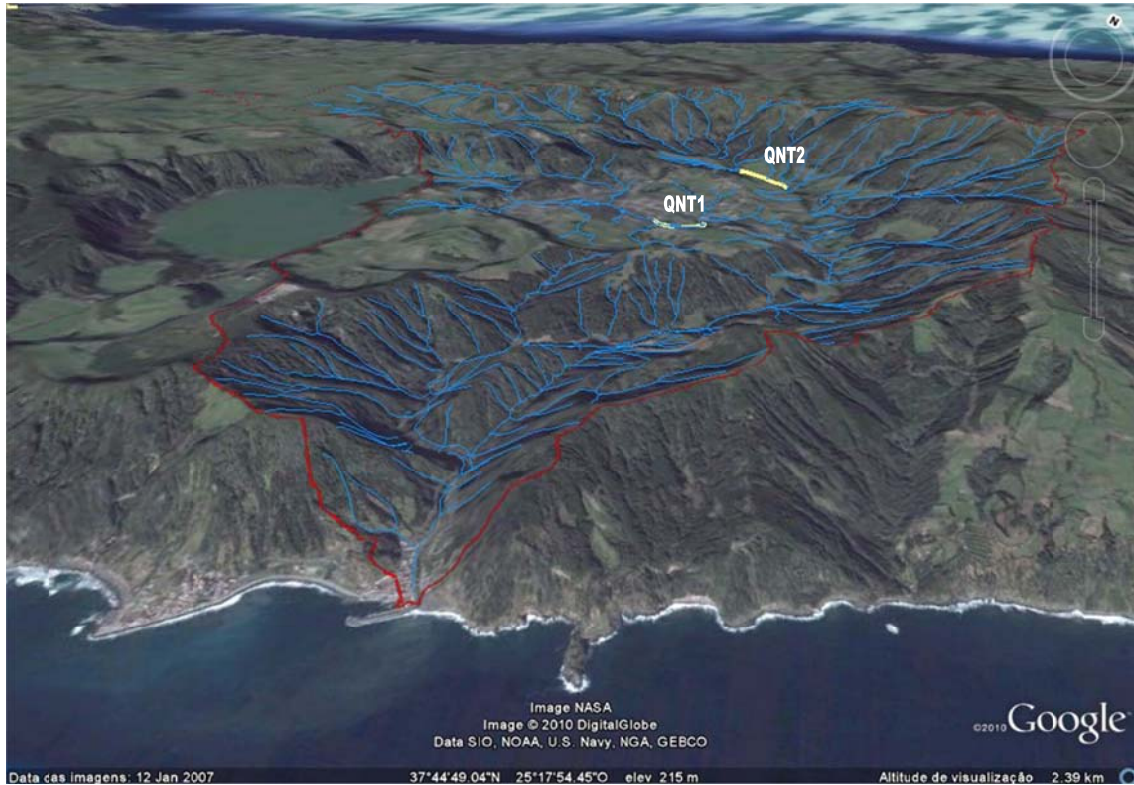 N
QNT2
QNT1
Image NASA
Image © 2010 DigitalGlobe
Data SIO, NOAA, U.S. Navy, NGA, GEBCO
©2010 Google
Data das imagens: 12 Jan 2007 37°44'49.04"N 25°17'54.45"O elev 215 m Altitude de visualização 2.39 km